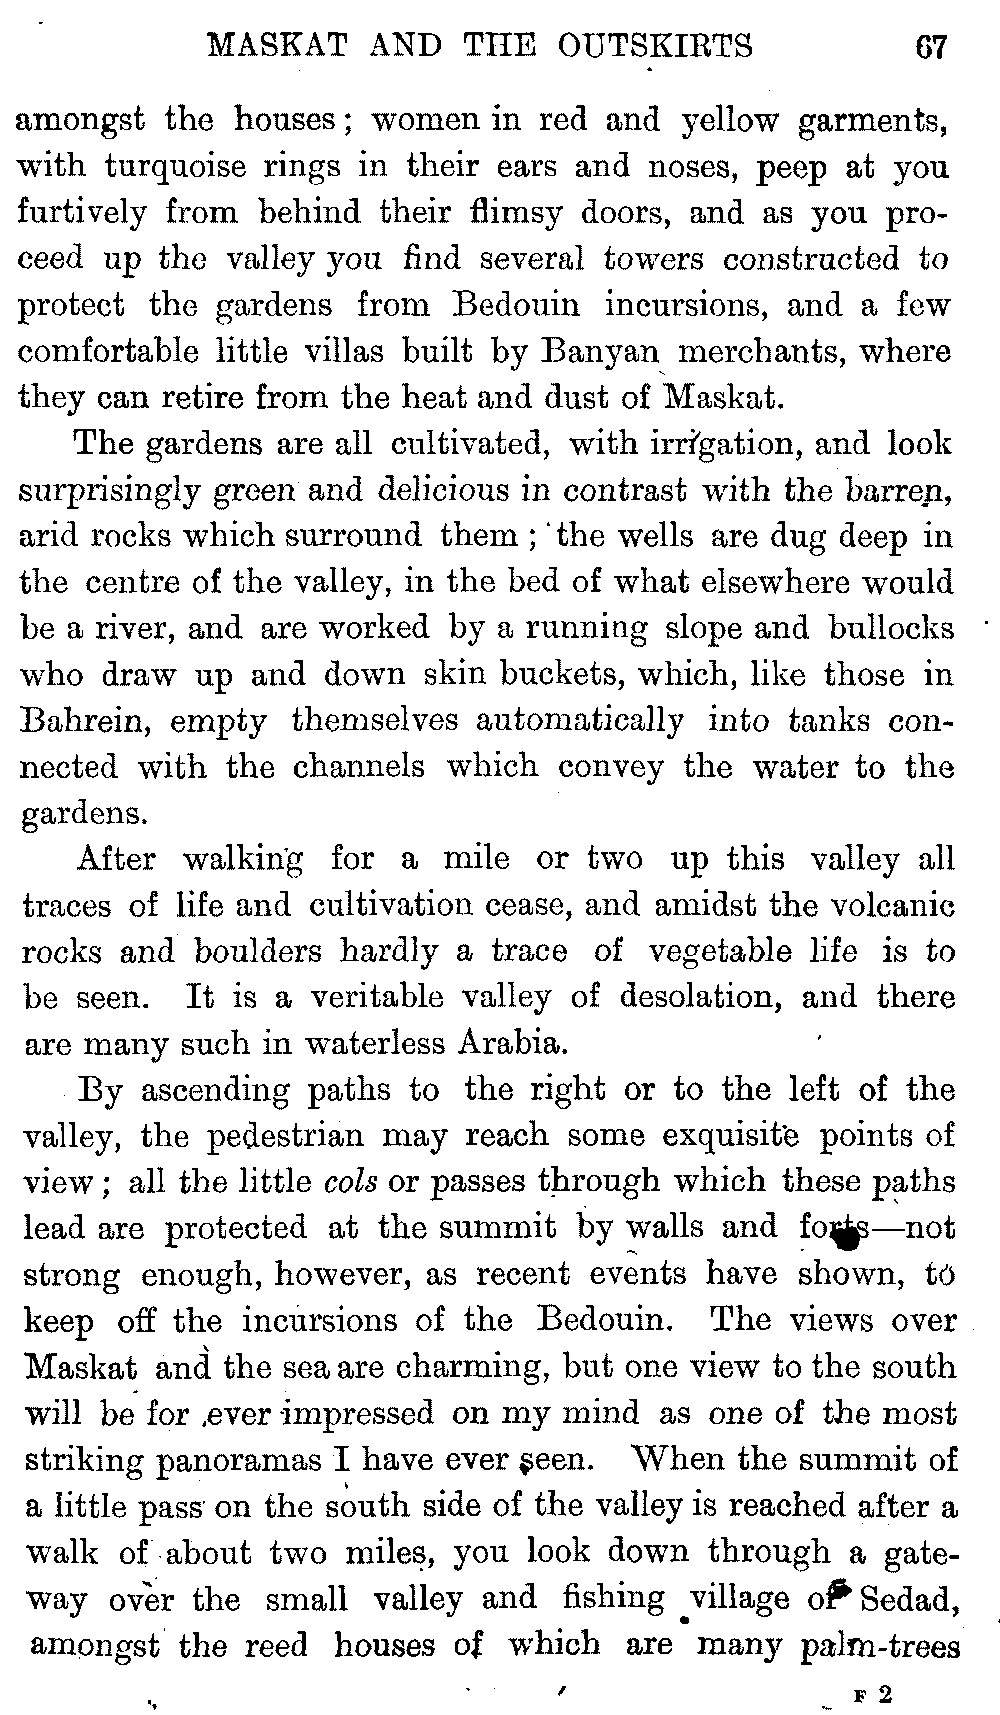 MASKAT AND THE OUTSKIRTS 67
amongst the houses; women in red and yellow garments,
with turquoise rings in their ears and noses, peep at you
furtively from behind their flimsy doors, and as you pro-
ceed up the valley you find several towers constructed to
protect the gardens from Bedouin incursions, and a few
comfortable little villas built by Banyan merchants, where
they can retire from the heat and dust of Maskat.
The gardens are all cultivated, with irrigation, and look
surprisingly green and delicious in contrast with the barren,
arid rocks which surround them; the wells are dug deep in
the centre of the valley, in the bed of what elsewhere would
be a river, and are worked by a running slope and bullocks
who draw up and down skin buckets, which, like those in
Bahrein, empty themselves automatically into tanks con-
nected with the channels which convey the water to the
gardens.
After walking for a mile or two up this valley all
traces of life and cultivation cease, and amidst the volcanic
rocks and boulders hardly a trace of vegetable life is to
be seen. It is a veritable valley of desolation, and there
are many such in waterless Arabia.
By ascending paths to the right or to the left of the
valley, the pedestrian may reach some exquisite points of
view; all the little cols or passes through which these paths
lead are protected at the summit by walls and forts—not
strong enough, however, as recent events have shown, to
keep off the incursions of the Bedouin. The views over
Maskat and the sea are charming, but one view to the south
will be for ever impressed on my mind as one of the most
striking panoramas I have ever seen. When the summit of
a little pass on the south side of the valley is reached after a
walk of about two miles, you look down through a gate-
way over the small valley and fishing village of Sedad,
amongst the reed houses of which are many palm-trees
F 2